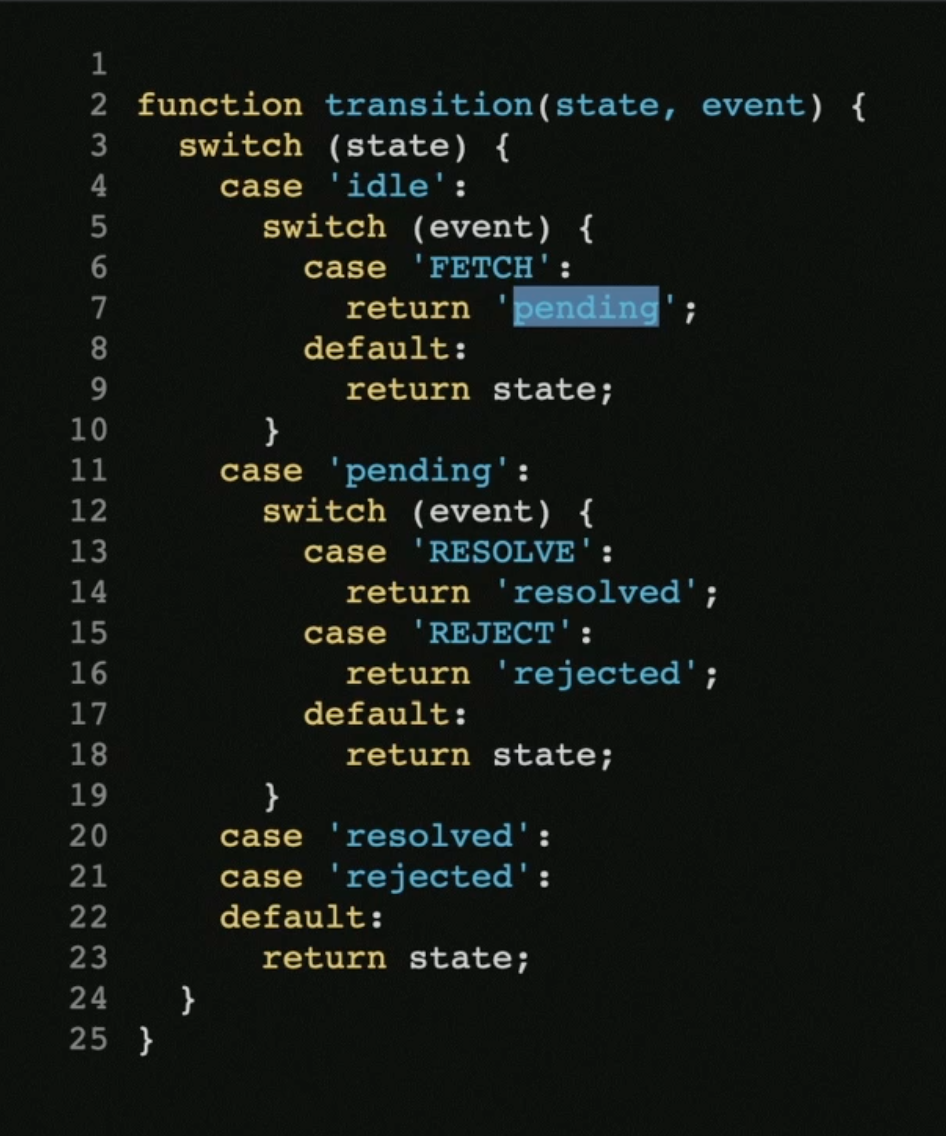 1
2 function transition(state, event) {
3   switch (state) {
4     case 'idle':
5       switch (event) {
6         case 'FETCH':
7           return 'pending';
8         default:
9           return state;
10       }
11     case 'pending':
12       switch (event) {
13         case 'RESOLVE':
14           return 'resolved';
15         case 'REJECT':
16           return 'rejected';
17         default:
18           return state;
19       }
20     case 'resolved':
21     case 'rejected':
22     default:
23       return state;
24   }
25 }